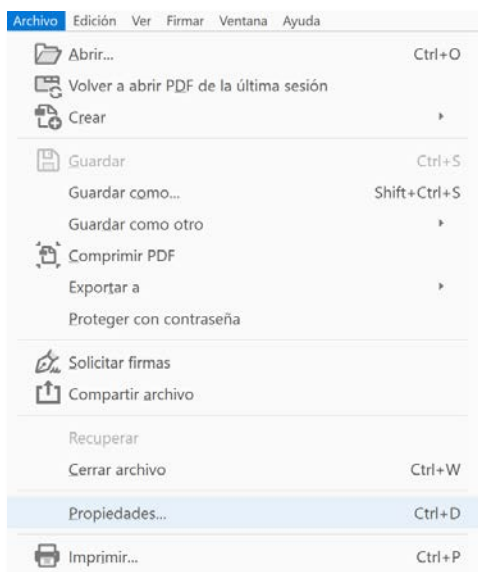 Archivo Edición Ver Firmar Ventana Ayuda
Abrir... Ctrl+O
Volver a abrir PDF de la última sesión
Crear
Guardar Ctrl+S
Guardar como... Shift+Ctrl+S
Guardar como otro
Comprimir PDF
Exportar a
Proteger con contraseña
Solicitar firmas
Compartir archivo
Recuperar
Cerrar archivo Ctrl+W
Propiedades... Ctrl+D
Imprimir... Ctrl+P